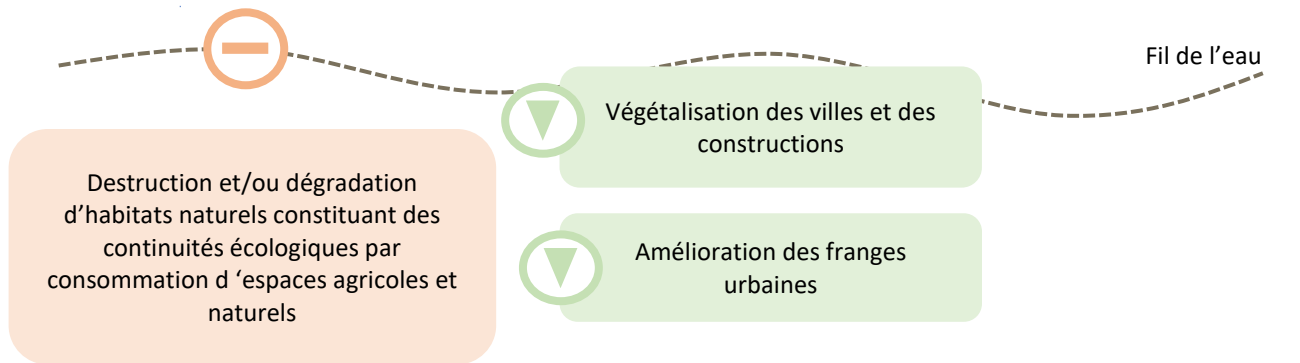 Fil de l’eau
Végétalisation des villes et des
constructions
Destruction et/ou dégradation
d’habitats naturels constituant des
continuités écologiques par
consommation d ‘espaces agricoles et
naturels
Amélioration des franges
urbaines